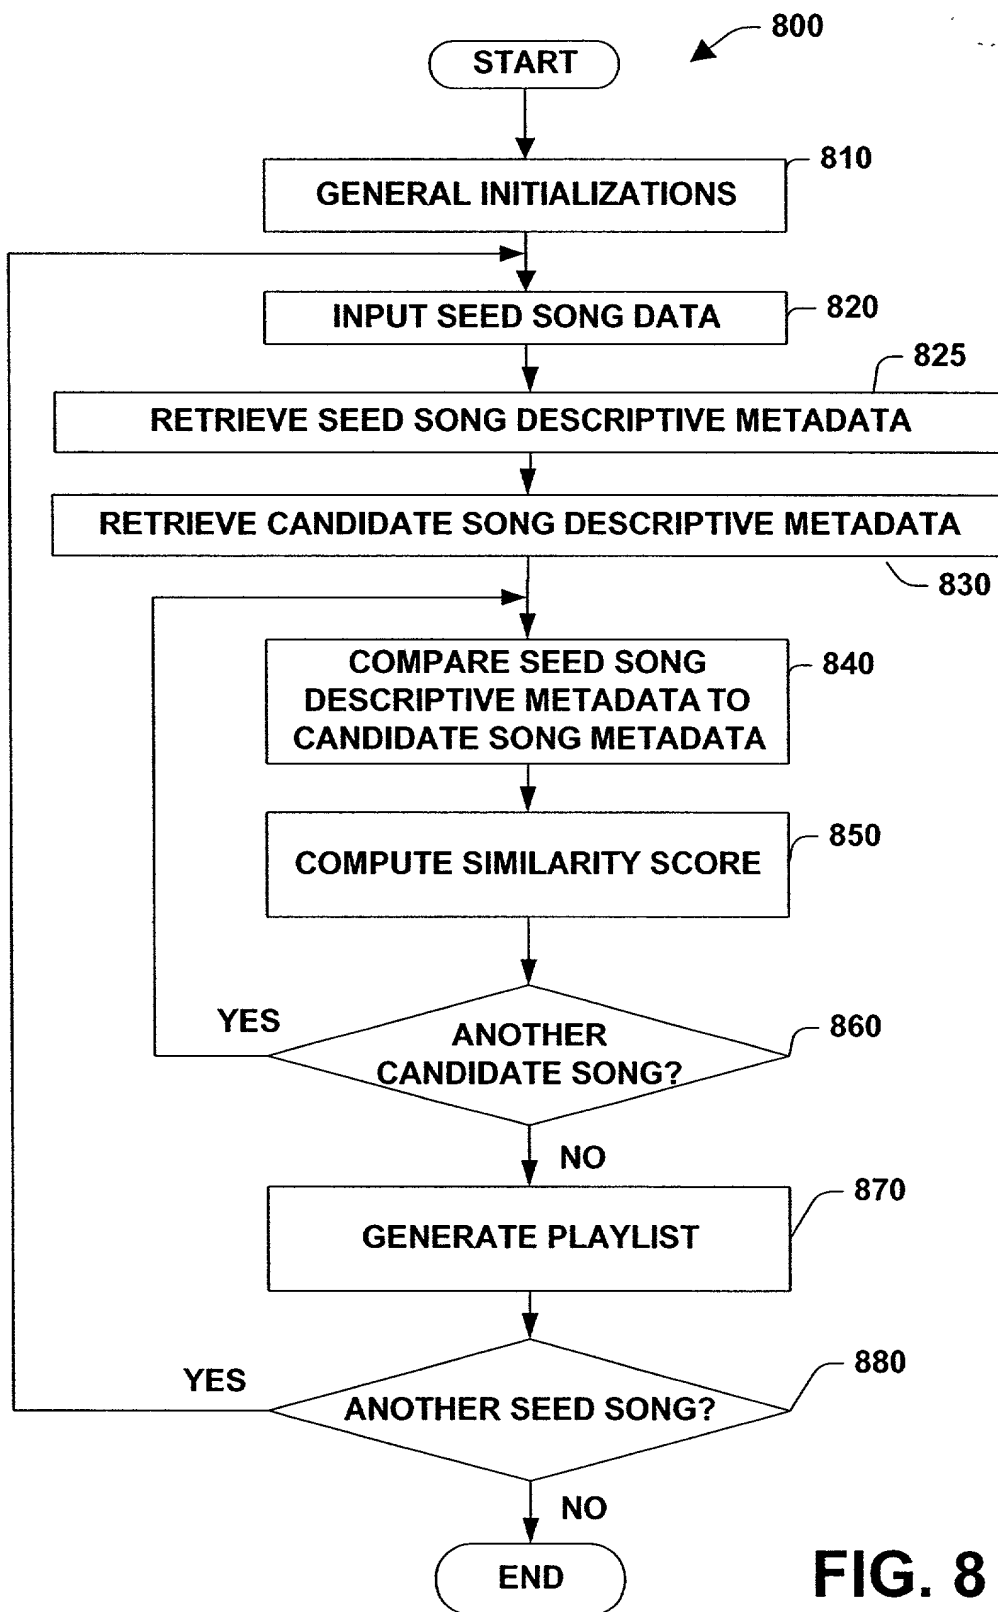 800
START
810
GENERAL INITIALIZATIONS
820
INPUT SEED SONG DATA
825
RETRIEVE SEED SONG DESCRIPTIVE METADATA
RETRIEVE CANDIDATE SONG DESCRIPTIVE METADATA
830
COMPARE SEED SONG
DESCRIPTIVE METADATA TO
CANDIDATE SONG METADATA
840
COMPUTE SIMILARITY SCORE
850
YES
ANOTHER
CANDIDATE SONG?
860
NO
870
GENERATE PLAYLIST
YES
ANOTHER SEED SONG?
880
NO
END
FIG. 8